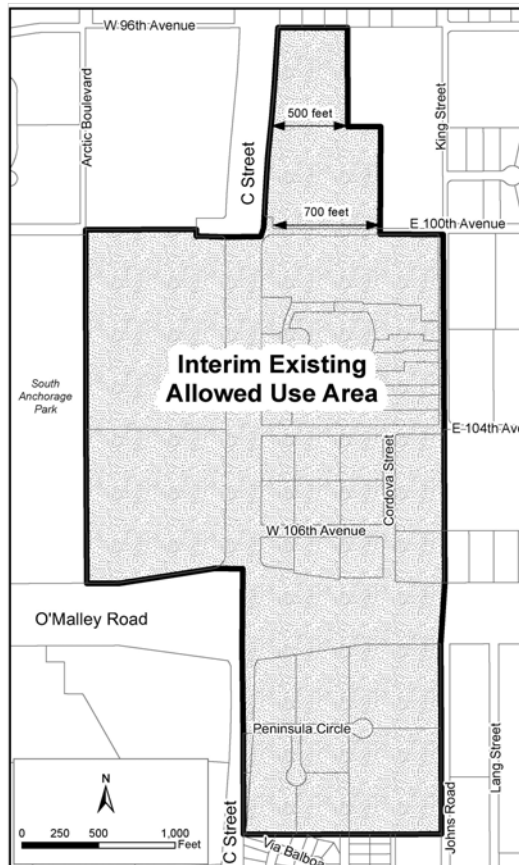 W 96th Avenue
Arctic Boulevard
C Street
King Street
500 feet
700 feet
E 100th Avenue
Interim Existing
Allowed Use Area
South
Anchorage
Park
E 104th Av
Cordova Street
W 106th Avenue
O'Malley Road
Peninsula Circle
Johns Road
Lang Street
C Street
Via Balboa
N
0 250 500 1,000
Feet